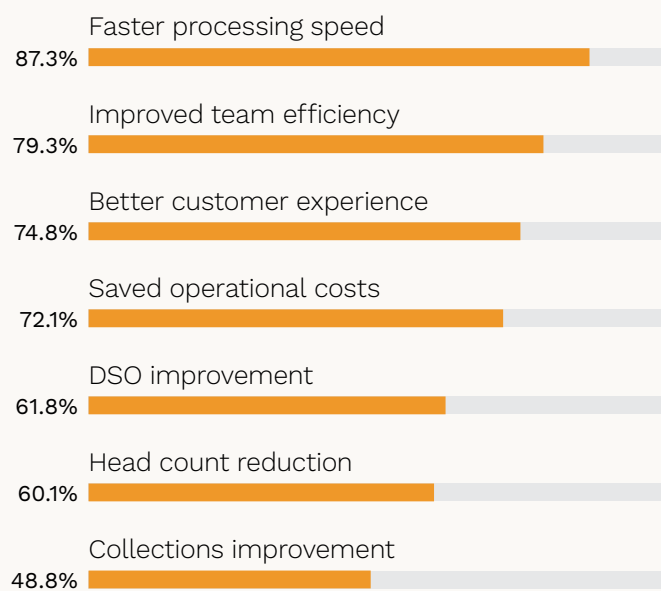 Faster processing speed
87.3%
Improved team efficiency
79.3%
Better customer experience
74.8%
Saved operational costs
72.1%
DSO improvement
61.8%
Head count reduction
60.1%
Collections improvement
48.8%